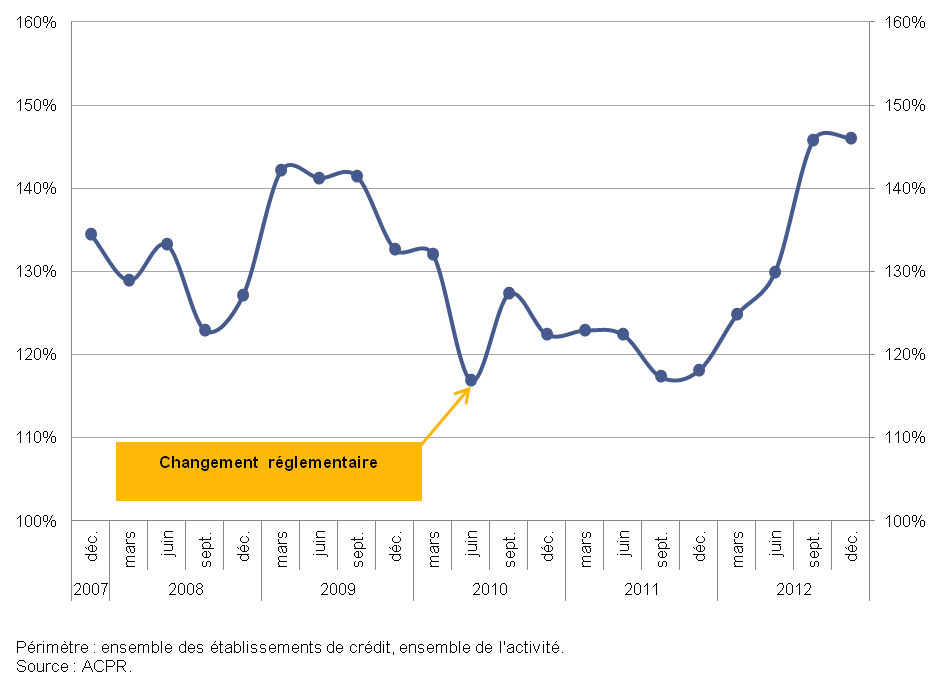 160% 160%
150% 150%
140% 140%
130% 130%
120% 120%
110% 110%
Changement réglementaire
100% 100%
déc. mars juin sept. déc. mars juin sept. déc. mars juin sept. déc. mars juin sept. déc. mars juin sept. déc.
2007 2008 2009 2010 2011 2012
Périmètre : ensemble des établissements de crédit, ensemble de l'activité.
Source : ACPR.